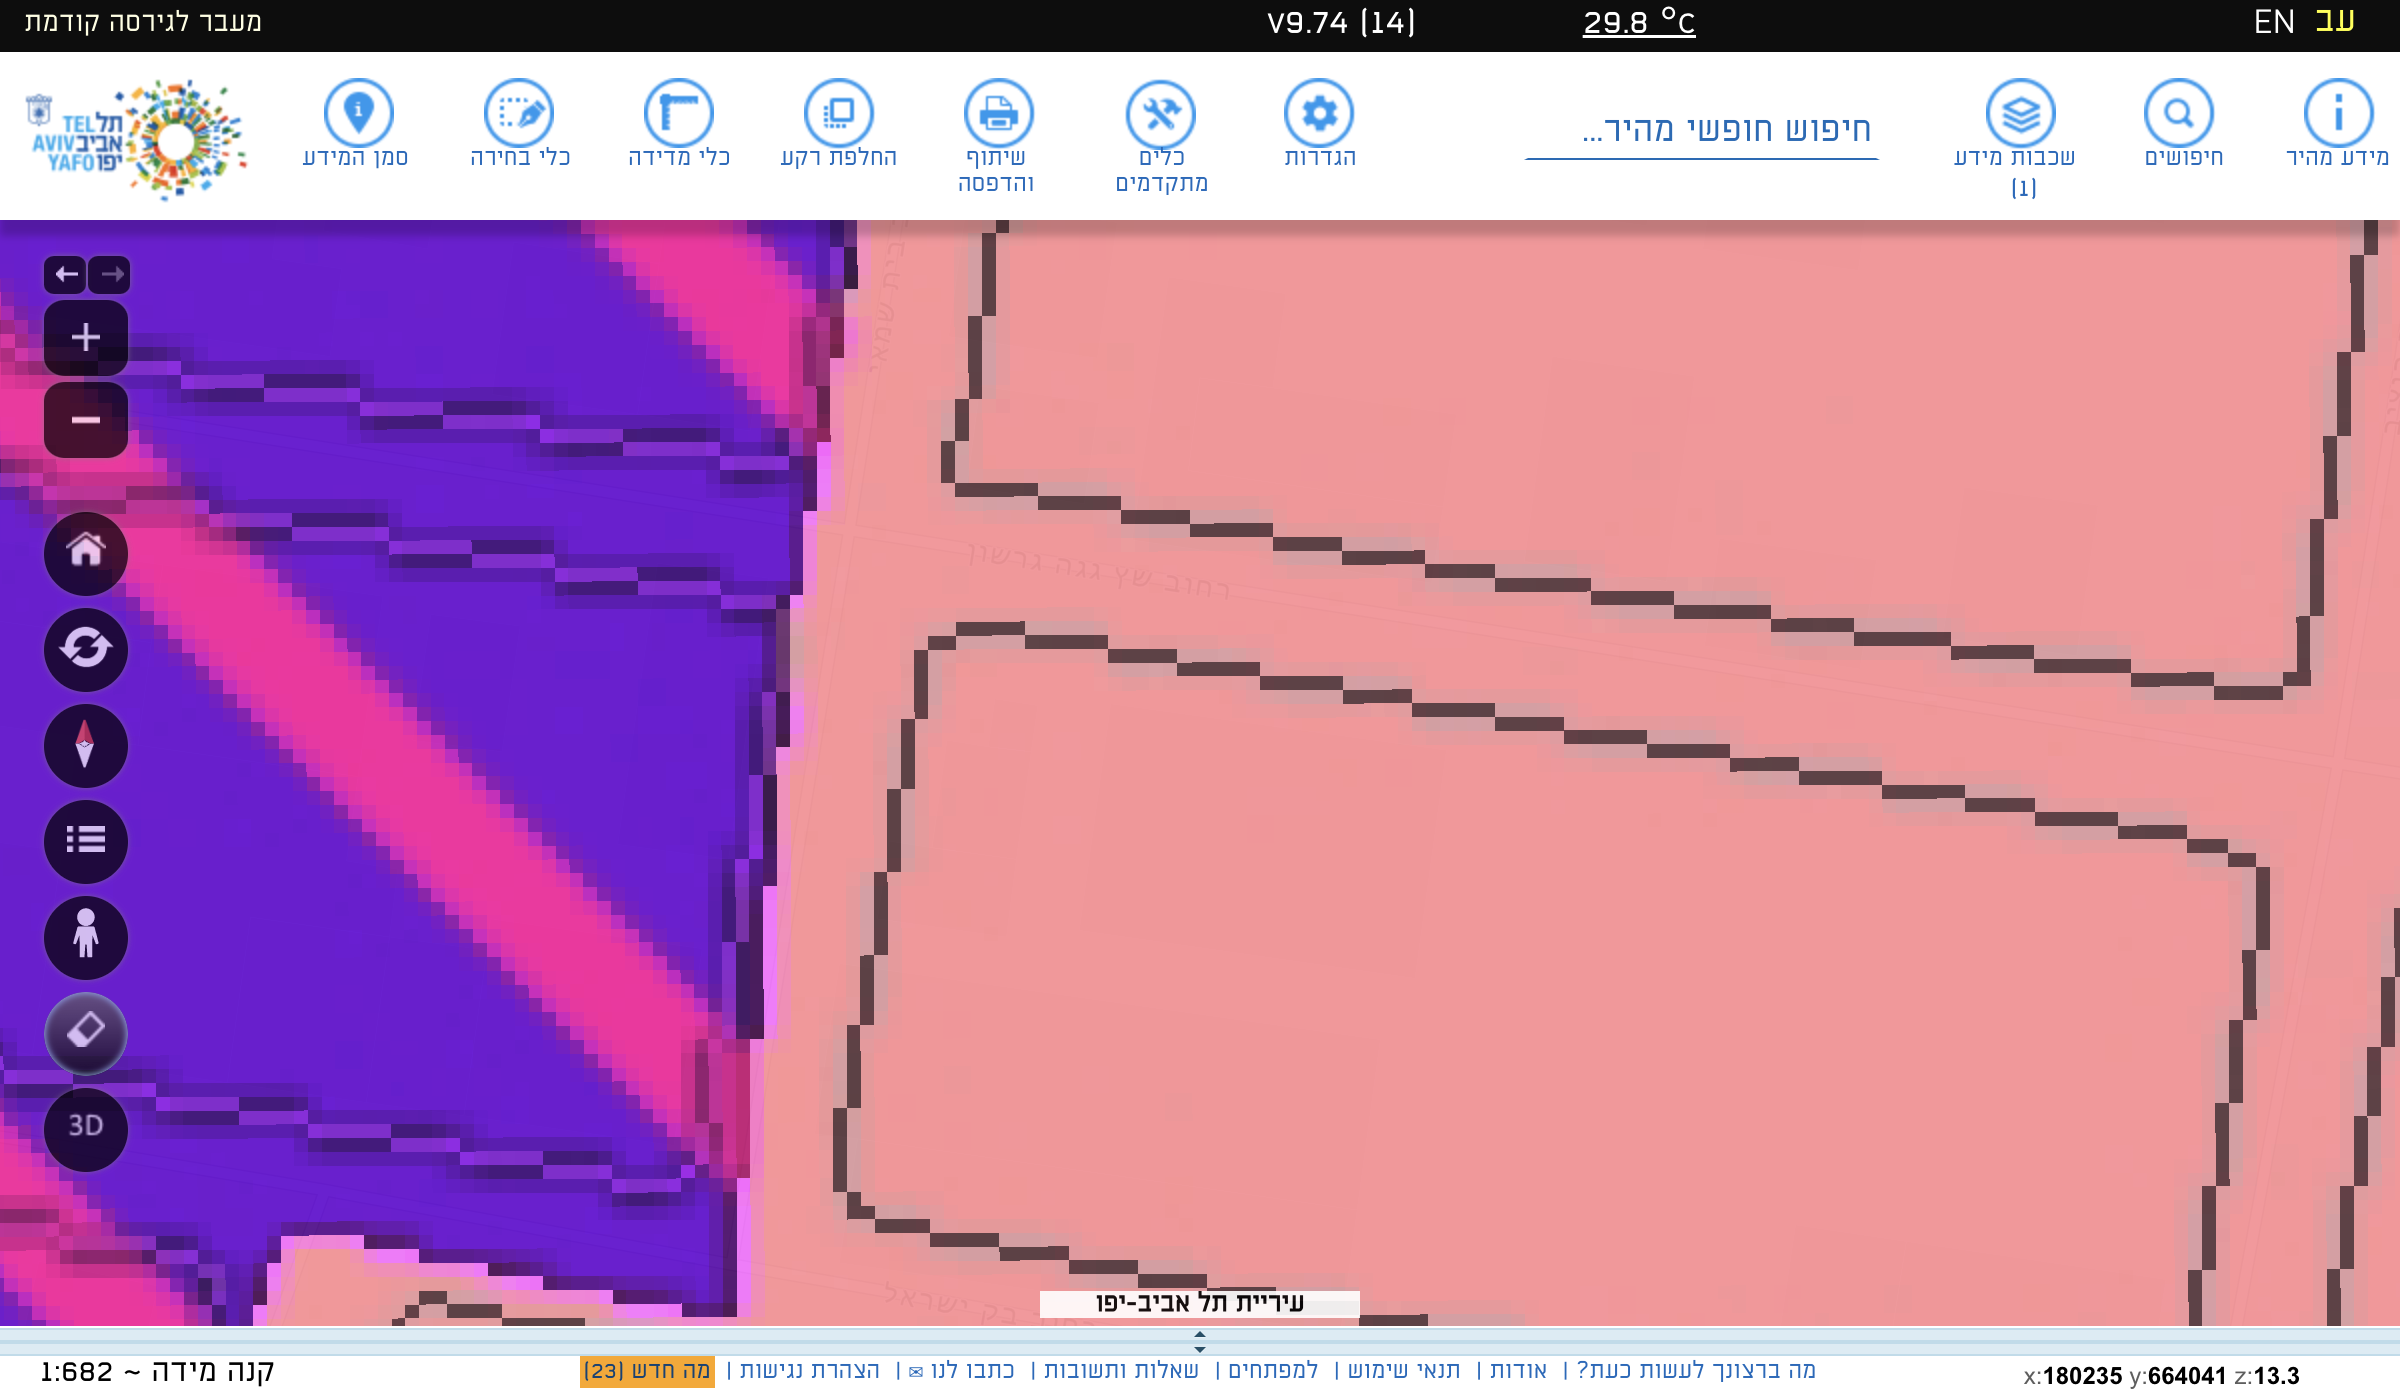 עב EN
29.8 °C
V9.74 (14)
מעבר לגירסה קודמת
מידע מהיר
חיפושים
שכבות מידע
(1)
חיפוש חופשי מהיר...
הגדרות
כלים
מתקדמים
שיתוף
והדפסה
החלפת רקע
כלי מדידה
כלי בחירה
סמן המידע
תל TEL
אביב AVIV
יפו YAFO
בית שמאי
רחוב שץ גגה גרשון
3D
עיריית תל אביב-יפו
x:180235 y:664041 z:13.3
מה ברצונך לעשות כעת? | אודות | תנאי שימוש | למפתחים | שאלות ותשובות | כתבו לנו ✉ | הצהרת נגישות | מה חדש (23)
קנה מידה ~ 1:682